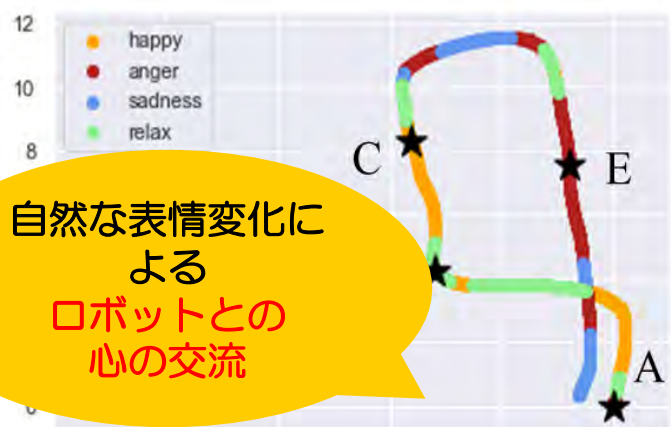 12
happy
anger
10
sadness
relax
8
C
E
自然な表情変化に
よる
ロボットとの
心の交流
A